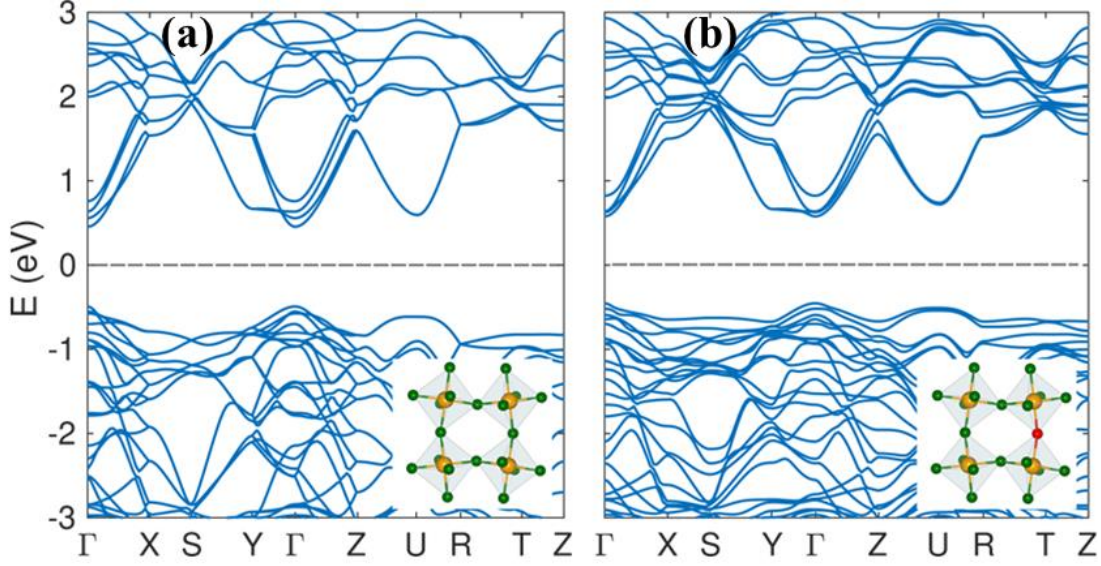 (a) (b)
3
2
1
0
-1
-2
-3
E (eV)
Γ X S Y Γ Z U R T Z Γ X S Y Γ Z U R T Z